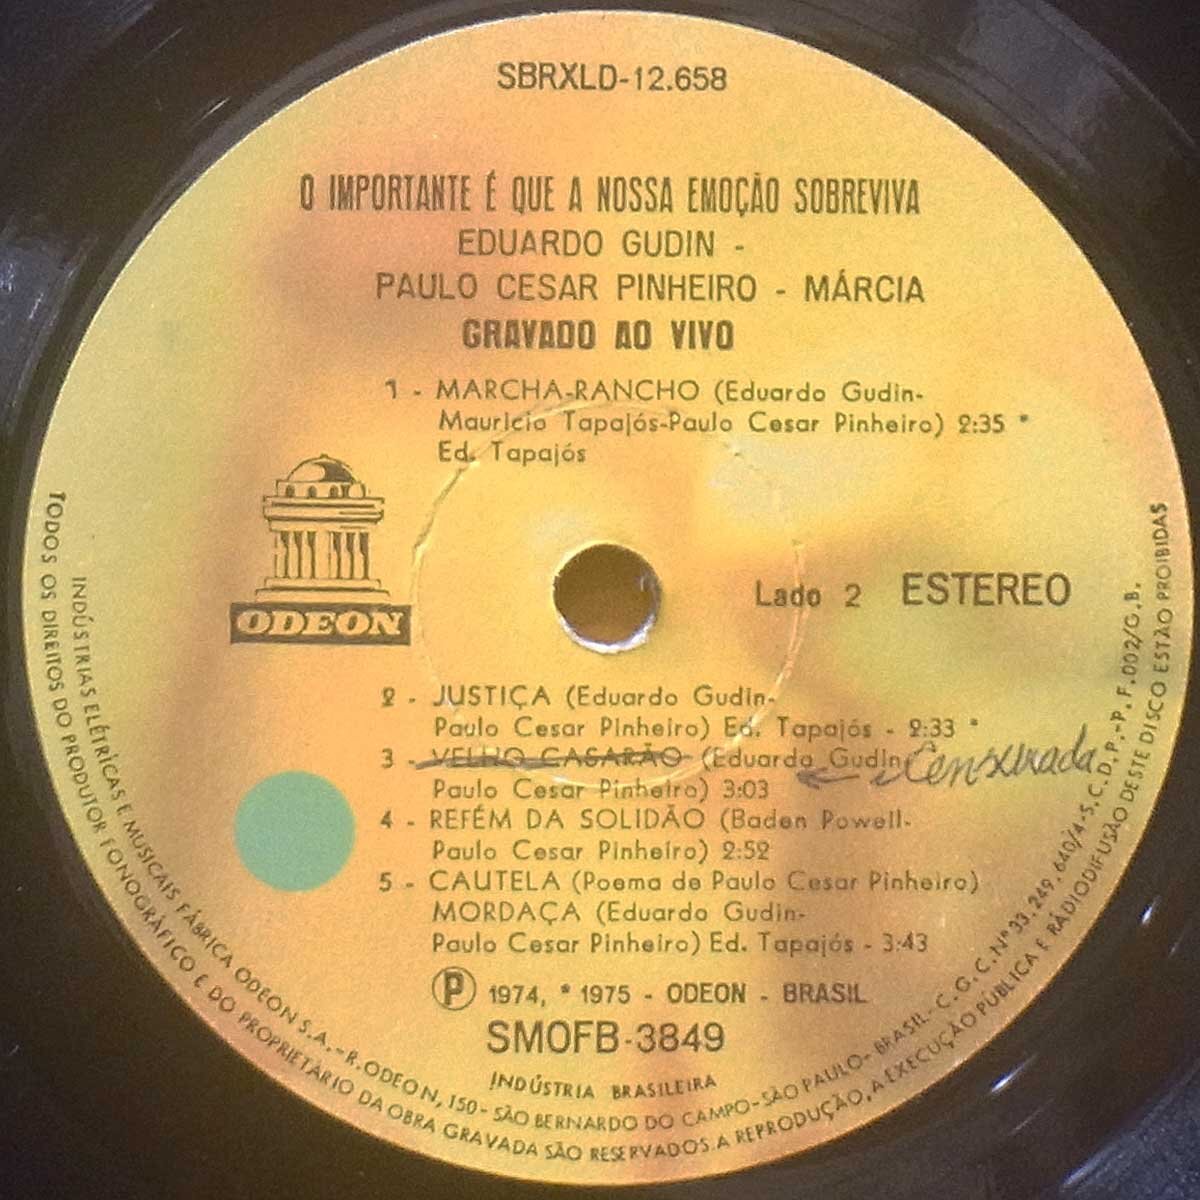 SBRXLD-12.658
O IMPORTANTE É QUE A NOSSA EMOÇÃO SOBREVIVA
EDUARDO GUDIN -
PAULO CESAR PINHEIRO - MÁRCIA
GRAVADO AO VIVO
1 - MARCHA-RANCHO (Eduardo Gudin-
Mauricio Tapajós-Paulo Cesar Pinheiro) 2:35 *
Ed. Tapajós
ODEON
Lado 2 ESTEREO
2 - JUSTIÇA (Eduardo Gudin-
Paulo Cesar Pinheiro) Ed. Tapajós - 2:33 *
3 - VELHO CASARÃO (Eduardo Gudin-
Censurada
Paulo Cesar Pinheiro) 3:03
4 - REFÉM DA SOLIDÃO (Baden Powell-
Paulo Cesar Pinheiro) 2:52
5 - CAUTELA (Poema de Paulo Cesar Pinheiro)
MORDAÇA (Eduardo Gudin-
Paulo Cesar Pinheiro) Ed. Tapajós - 3:43
Ⓟ 1974, * 1975 - ODEON - BRASIL
SMOFB-3849
INDÚSTRIA BRASILEIRA
INDÚSTRIAS ELÉTRICAS E MUSICAIS FÁBRICA ODEON S.A.-R.ODEON, 150-SÃO BERNARDO DO CAMPO-SÃO PAULO-BRASIL-C.G.C.Nº 33.249.640/4-S.C.D.P.-P.F.002/G.B.
TODOS OS DIREITOS DO PRODUTOR FONOGRÁFICO E DO PROPRIETÁRIO DA OBRA GRAVADA SÃO RESERVADOS. A REPRODUÇÃO, A EXECUÇÃO PÚBLICA E RÁDIODIFUSÃO DESTE DISCO ESTÃO PROIBIDAS